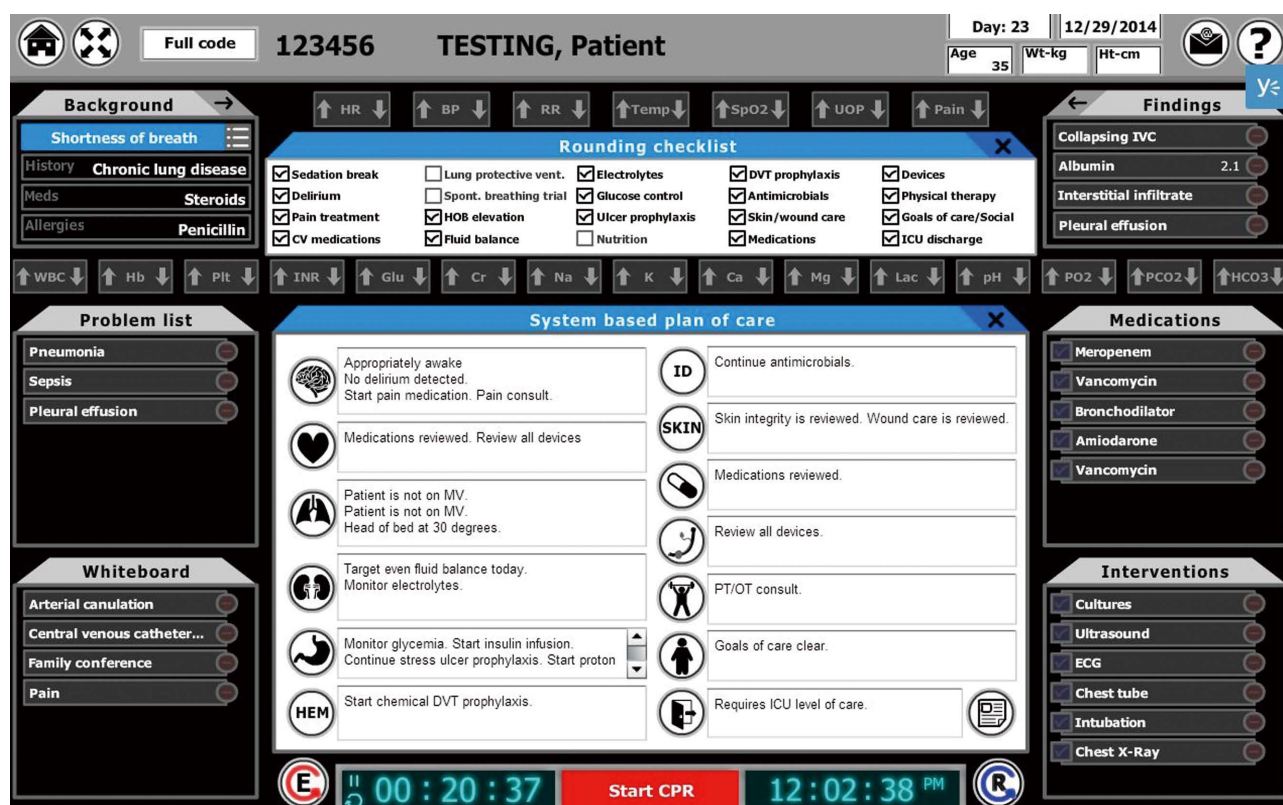 Full code
123456
TESTING, Patient
Day: 23
12/29/2014
Age 35
Wt-kg
Ht-cm
?
Y
Background
Shortness of breath
History Chronic lung disease
Meds Steroids
Allergies Penicillin
HR
BP
RR
Temp
SpO2
UOP
Pain
Rounding checklist
Sedation break
Lung protective vent.
Electrolytes
DVT prophylaxis
Devices
Delirium
Spont. breathing trial
Glucose control
Antimicrobials
Physical therapy
Pain treatment
HOB elevation
Ulcer prophylaxis
Skin/wound care
Goals of care/Social
CV medications
Fluid balance
Nutrition
Medications
ICU discharge
Findings
Collapsing IVC
Albumin 2.1
Interstitial infiltrate
Pleural effusion
WBC
Hb
Plt
INR
Glu
Cr
Na
K
Ca
Mg
Lac
pH
PO2
PCO2
HCO3
Problem list
Pneumonia
Sepsis
Pleural effusion
Whiteboard
Arterial canulation
Central venous catheter...
Family conference
Pain
System based plan of care
Appropriately awake
No delirium detected.
Start pain medication. Pain consult.
Medications reviewed. Review all devices
Patient is not on MV.
Patient is not on MV.
Head of bed at 30 degrees.
Target even fluid balance today.
Monitor electrolytes.
Monitor glycemia. Start insulin infusion.
Continue stress ulcer prophylaxis. Start proton
HEM
Start chemical DVT prophylaxis.
ID
Continue antimicrobials.
SKIN
Skin integrity is reviewed. Wound care is reviewed.
Medications reviewed.
Review all devices.
PT/OT consult.
Goals of care clear.
Requires ICU level of care.
Medications
Meropenem
Vancomycin
Bronchodilator
Amiodarone
Vancomycin
Interventions
Cultures
Ultrasound
ECG
Chest tube
Intubation
Chest X-Ray
E
00:20:37
Start CPR
12:02:38 PM
R